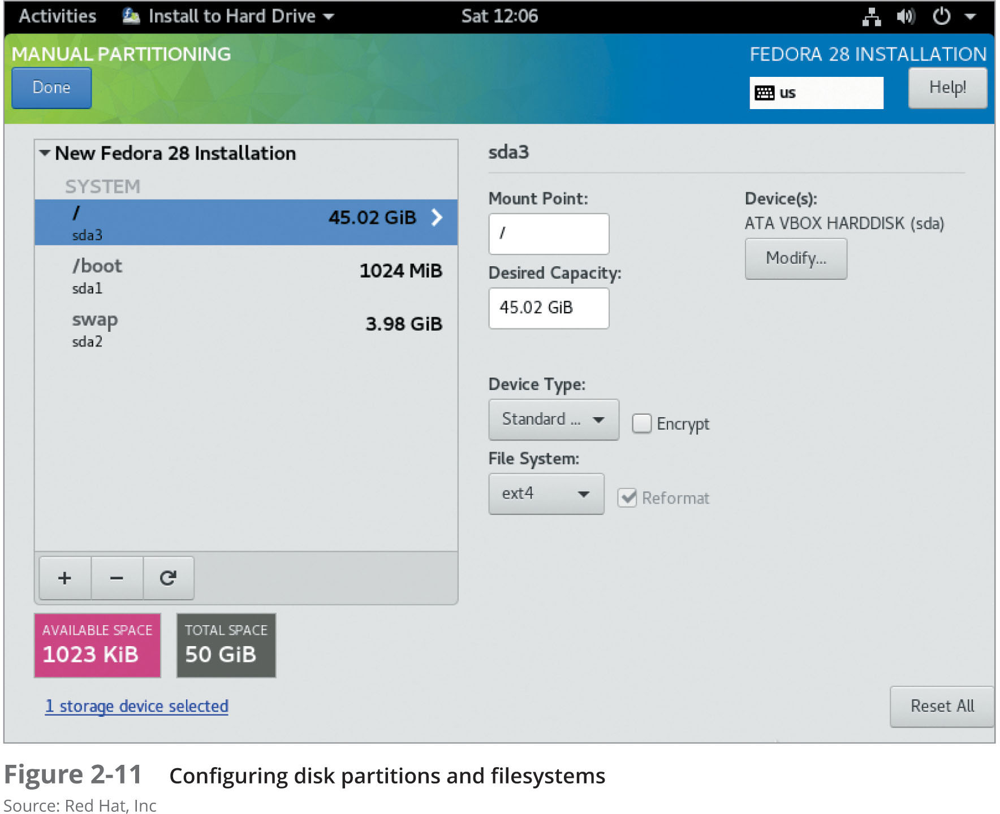 Activities Install to Hard Drive Sat 12:06
MANUAL PARTITIONING
FEDORA 28 INSTALLATION
Done
us
Help!
New Fedora 28 Installation
SYSTEM
/
45.02 GiB
sda3
/boot
1024 MiB
sda1
swap
3.98 GiB
sda2
+ −
AVAILABLE SPACE
1023 KiB
TOTAL SPACE
50 GiB
1 storage device selected
sda3
Mount Point:
/
Desired Capacity:
45.02 GiB
Device(s):
ATA VBOX HARDDISK (sda)
Modify...
Device Type:
Standard ...
Encrypt
File System:
ext4
Reformat
Reset All
Figure 2-11 Configuring disk partitions and filesystems
Source: Red Hat, Inc